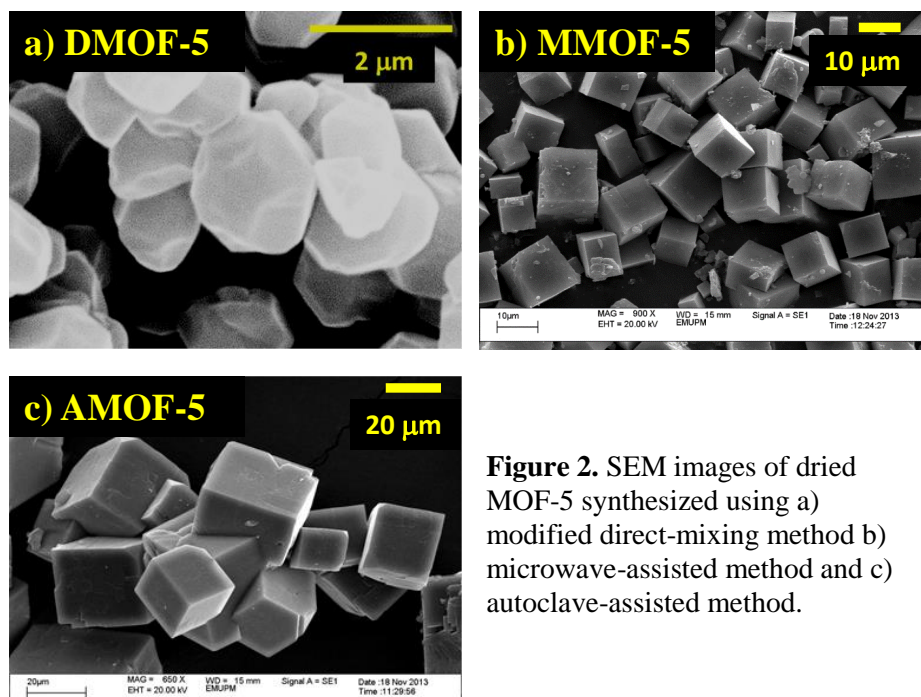 a) DMOF-5
2 μm
b) MMOF-5
10 μm
10μm
MAG = 900 X
WD = 15 mm
Signal A = SE1
Date :18 Nov 2013
EHT = 20.00 kV
EMUPM
Time :12:24:27
c) AMOF-5
20 μm
20μm
MAG = 650 X
WD = 15 mm
Signal A = SE1
Date :18 Nov 2013
EHT = 20.00 kV
EMUPM
Time :11:29:56
Figure 2. SEM images of dried
MOF-5 synthesized using a)
modified direct-mixing method b)
microwave-assisted method and c)
autoclave-assisted method.